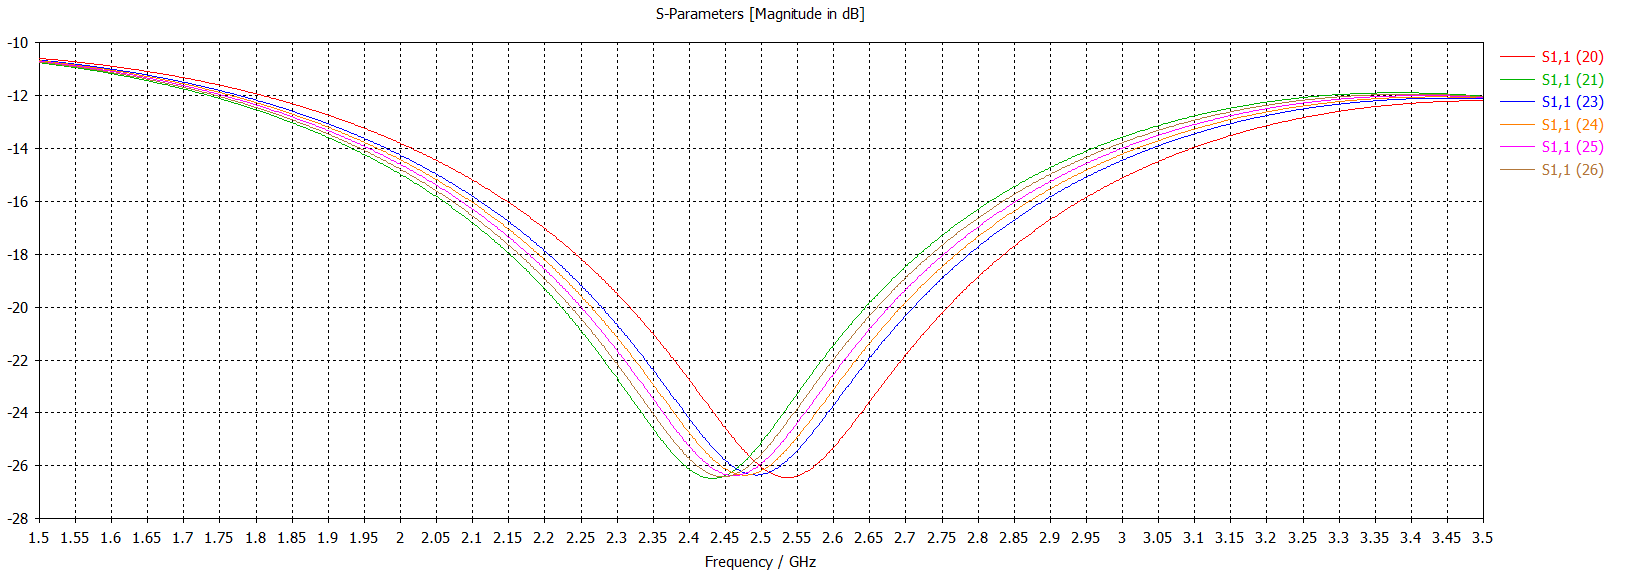 S-Parameters [Magnitude in dB]
-10
-12
-14
-16
-18
-20
-22
-24
-26
-28
1.5 1.55 1.6 1.65 1.7 1.75 1.8 1.85 1.9 1.95 2 2.05 2.1 2.15 2.2 2.25 2.3 2.35 2.4 2.45 2.5 2.55 2.6 2.65 2.7 2.75 2.8 2.85 2.9 2.95 3 3.05 3.1 3.15 3.2 3.25 3.3 3.35 3.4 3.45 3.5
Frequency / GHz
S1,1 (20)
S1,1 (21)
S1,1 (23)
S1,1 (24)
S1,1 (25)
S1,1 (26)